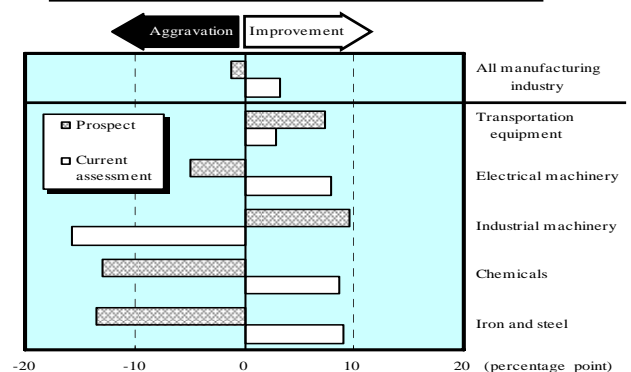 Aggravation Improvement
All manufacturing
industry
Transportation
equipment
Prospect
Current
assessment
Electrical machinery
Industrial machinery
Chemicals
Iron and steel
-20 -10 0 10 20 (percentage point)